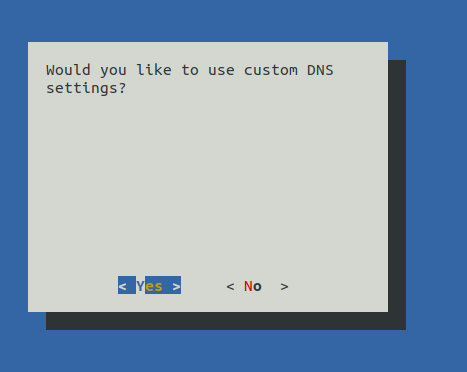 Would you like to use custom DNS
settings?
< Yes > < No >